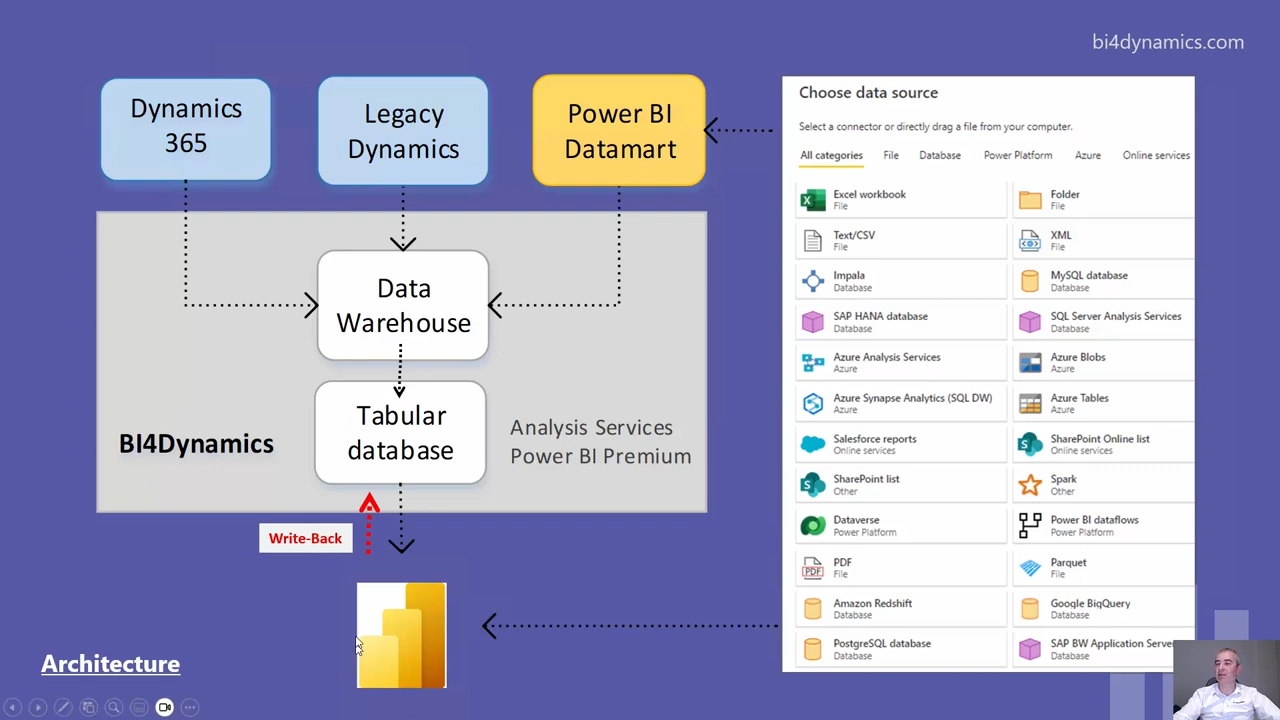 bi4dynamics.com
Dynamics
365
Legacy
Dynamics
Power BI
Datamart
Data
Warehouse
Tabular
database
BI4Dynamics
Analysis Services
Power BI Premium
Write-Back
Architecture
Choose data source
Select a connector or directly drag a file from your computer.
All categories File Database Power Platform Azure Online services
Excel workbook
File
Folder
File
Text/CSV
File
XML
File
Impala
Database
MySQL database
Database
SAP HANA database
Database
SQL Server Analysis Services
Database
Azure Analysis Services
Azure
Azure Blobs
Azure
Azure Synapse Analytics (SQL DW)
Azure
Azure Tables
Azure
Salesforce reports
Online services
SharePoint Online list
Online services
SharePoint list
Other
Spark
Other
Dataverse
Power Platform
Power BI dataflows
Power Platform
PDF
File
Parquet
File
Amazon Redshift
Database
Google BigQuery
Database
PostgreSQL database
Database
SAP BW Application Serve
Database